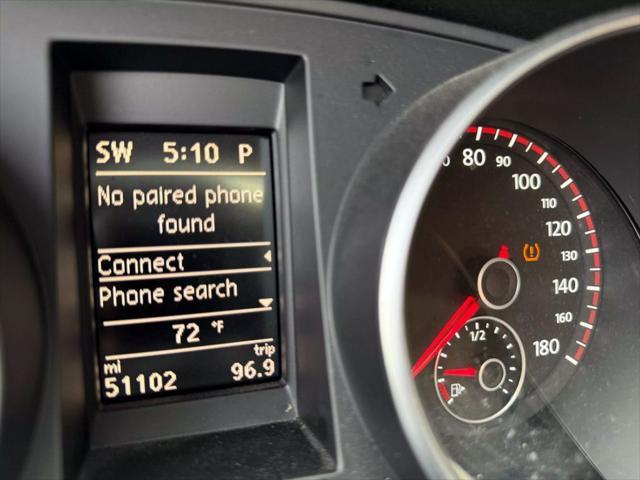 SW 5:10 P
No paired phone
found
Connect
Phone search
72 °F
mi trip
51102 96.9
80 90
100
110
120
130
140
160
180
1/2